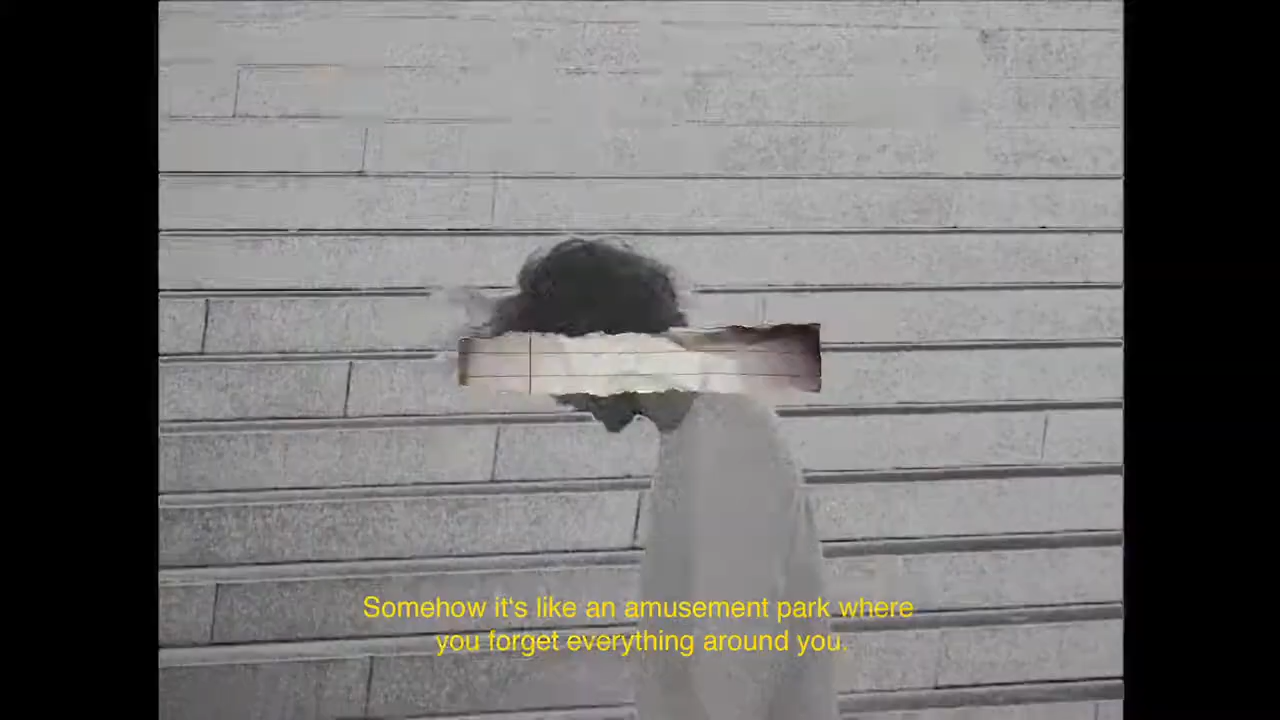 Somehow it‘s like an amusement park where
you forget everything around you.